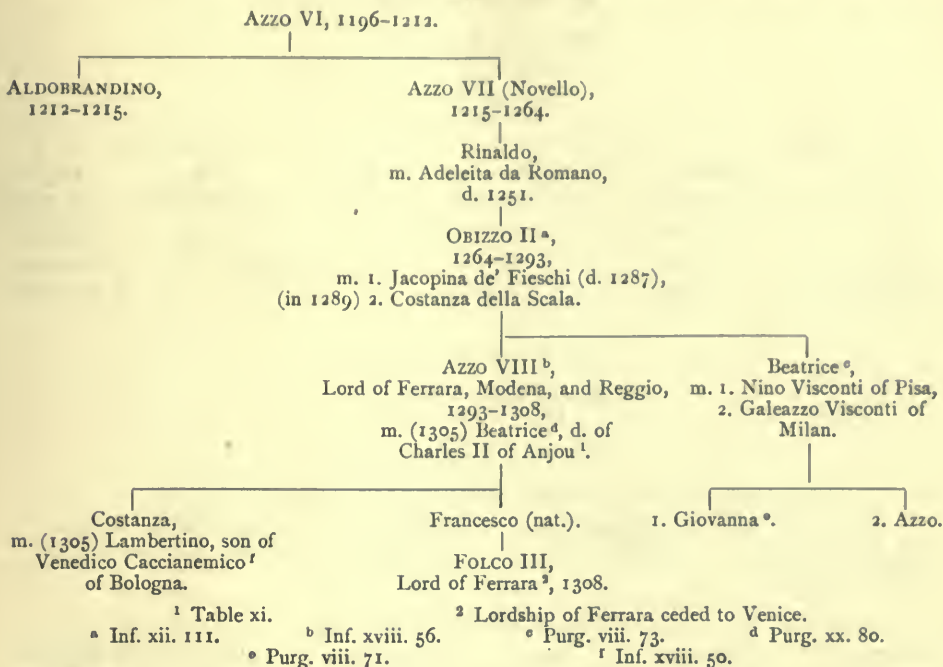 Azzo VI, 1196–1212.
Aldobrandino,
1212–1215.
Azzo VII (Novello),
1215–1264.
Rinaldo,
m. Adeleita da Romano,
d. 1251.
Obizzo II ᵃ,
1264–1293,
m. 1. Jacopina de' Fieschi (d. 1287),
(in 1289) 2. Costanza della Scala.
Azzo VIII ᵇ,
Lord of Ferrara, Modena, and Reggio,
1293–1308,
m. (1305) Beatrice ᵈ, d. of
Charles II of Anjou ¹.
Beatrice ᶜ,
m. 1. Nino Visconti of Pisa,
2. Galeazzo Visconti of
Milan.
Costanza,
m. (1305) Lambertino, son of
Venedico Caccianemico ᶠ
of Bologna.
Francesco (nat.).
Folco III,
Lord of Ferrara ², 1308.
1. Giovanna ᵉ.
2. Azzo.
¹ Table xi. ² Lordship of Ferrara ceded to Venice.
ᵃ Inf. xii. 111. ᵇ Inf. xviii. 56. ᶜ Purg. viii. 73. ᵈ Purg. xx. 80.
ᵉ Purg. viii. 71. ᶠ Inf. xviii. 50.